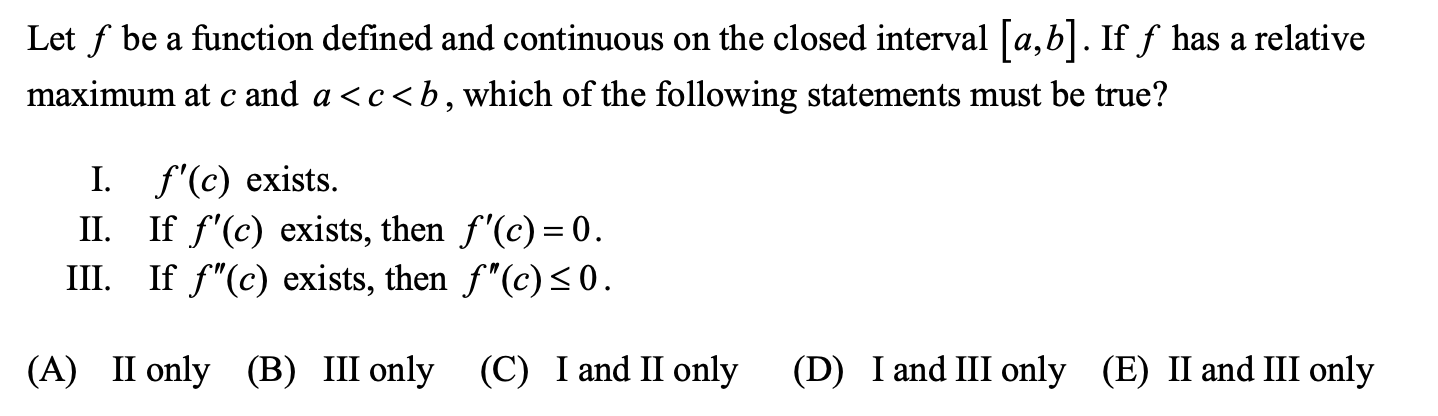 Let f be a function defined and continuous on the closed interval [a,b]. If f has a relative
maximum at c and a<c<b, which of the following statements must be true?
I. f'(c) exists.
II. If f'(c) exists, then f'(c)=0.
III. If f"(c) exists, then f"(c)≤0.
(A) II only (B) III only (C) I and II only (D) I and III only (E) II and III only